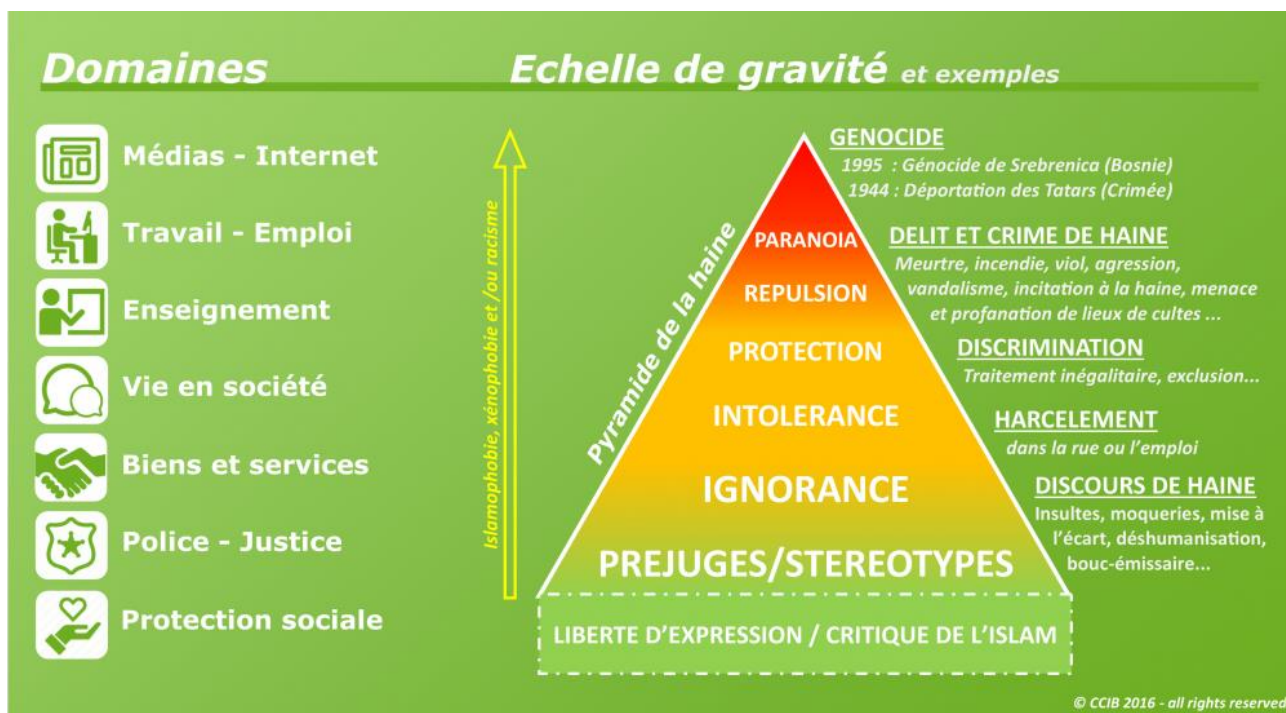 Domaines
Echelle de gravité et exemples
Médias - Internet
Travail - Emploi
Enseignement
Vie en société
Biens et services
Police - Justice
Protection sociale
Islamophobie, xénophobie et /ou racisme
Pyramide de la haine
PARANOIA
REPULSION
PROTECTION
INTOLERANCE
IGNORANCE
PREJUGES/STEREOTYPES
LIBERTE D'EXPRESSION / CRITIQUE DE L'ISLAM
GENOCIDE
1995 : Génocide de Srebrenica (Bosnie)
1944 : Déportation des Tatars (Crimée)
DELIT ET CRIME DE HAINE
Meurtre, incendie, viol, agression,
vandalisme, incitation à la haine, menace
et profanation de lieux de cultes ...
DISCRIMINATION
Traitement inégalitaire, exclusion...
HARCELEMENT
dans la rue ou l'emploi
DISCOURS DE HAINE
Insultes, moqueries, mise à
l'écart, déshumanisation,
bouc-émissaire...
© CCIB 2016 - all rights reserved